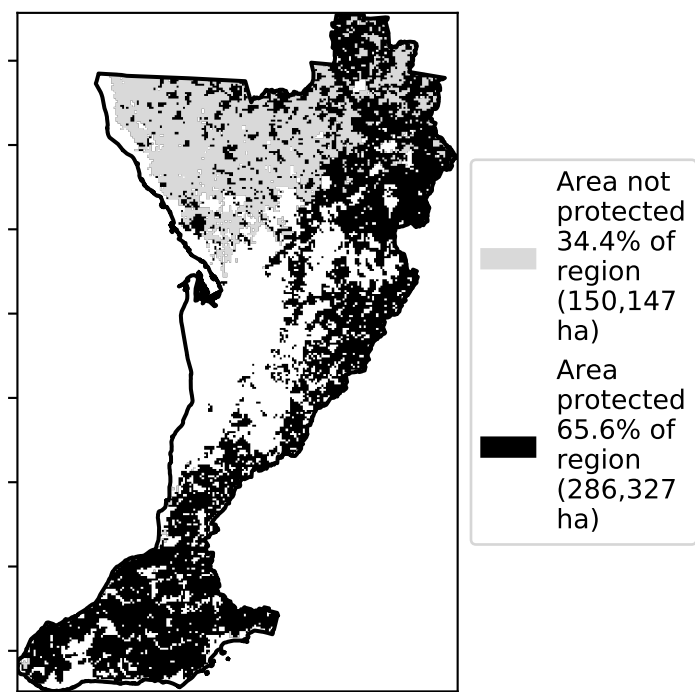 Area not
protected
34.4% of
region
(150,147
ha)
Area
protected
65.6% of
region
(286,327
ha)